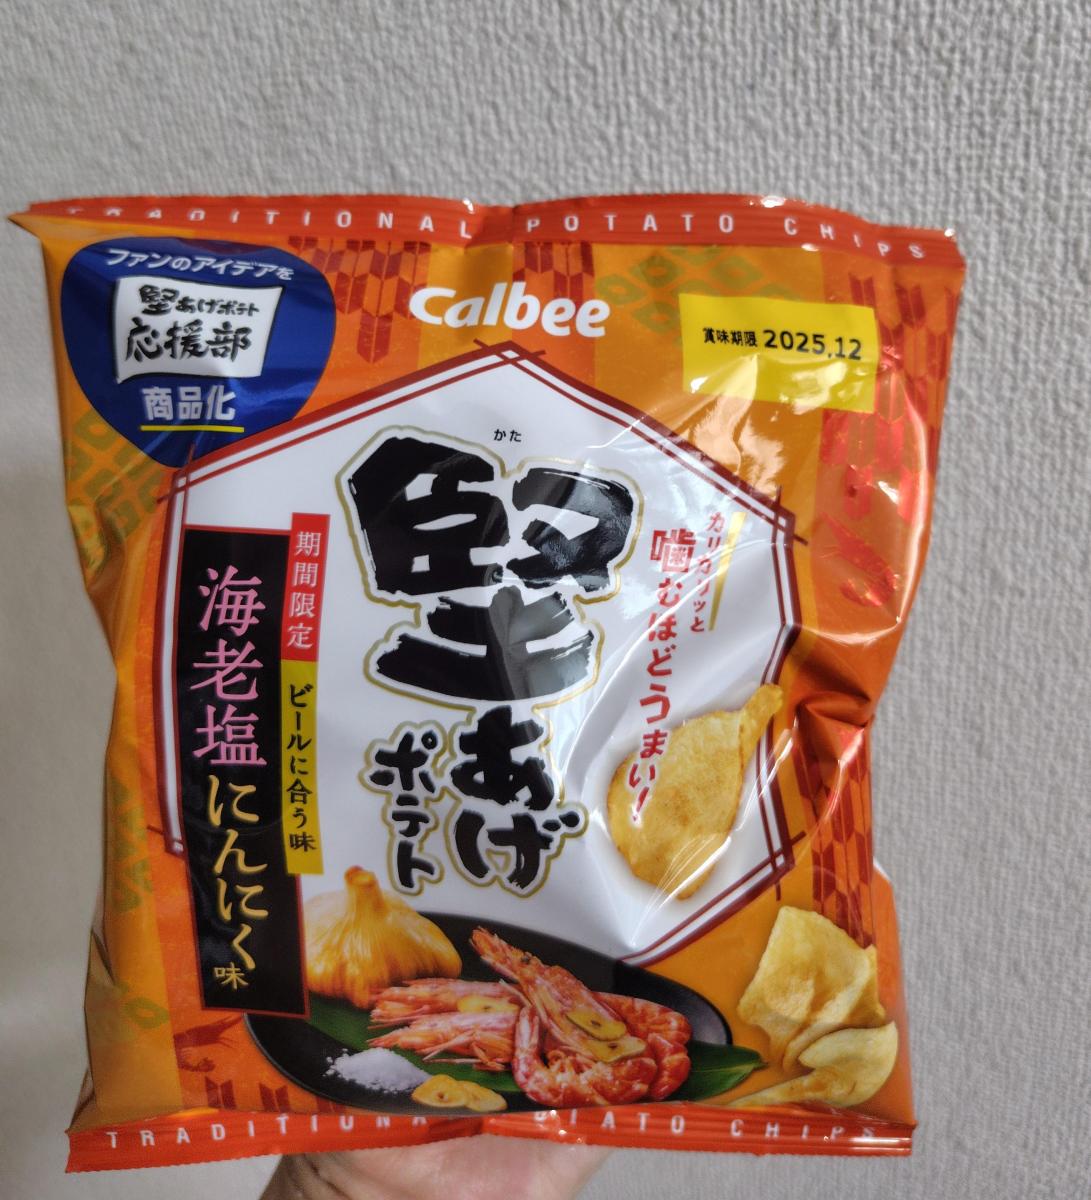 TRADITIONAL POTATO CHIPS
ファンのアイデアを
堅あげポテト
応援部
商品化
Calbee
賞味期限 2025.12
かた
堅あげ
ポテト
カリカリッと
噛むほどうまい!
期間限定
ビールに合う味
海老塩にんにく味
TRADITIONAL POTATO CHIPS